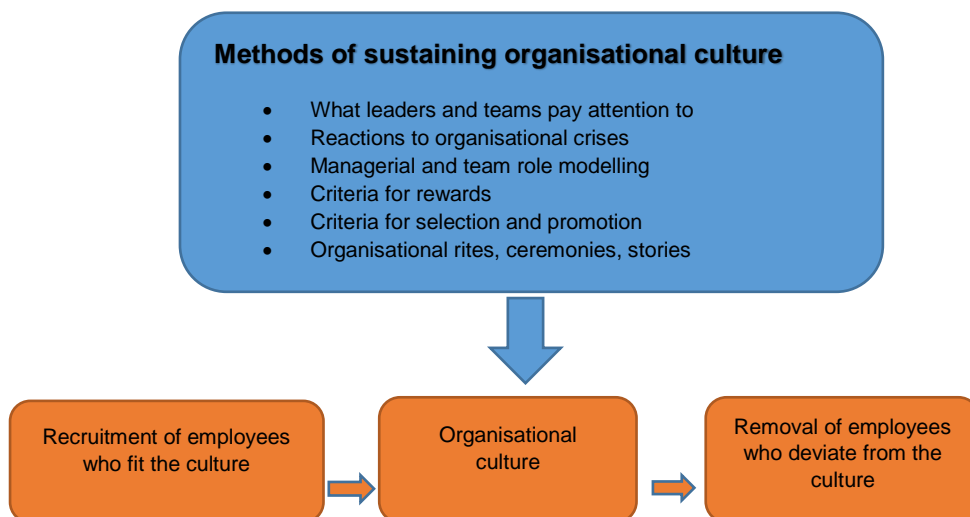 Methods of sustaining organisational culture
• What leaders and teams pay attention to
• Reactions to organisational crises
• Managerial and team role modelling
• Criteria for rewards
• Criteria for selection and promotion
• Organisational rites, ceremonies, stories
Recruitment of employees
who fit the culture
Organisational
culture
Removal of employees
who deviate from the
culture